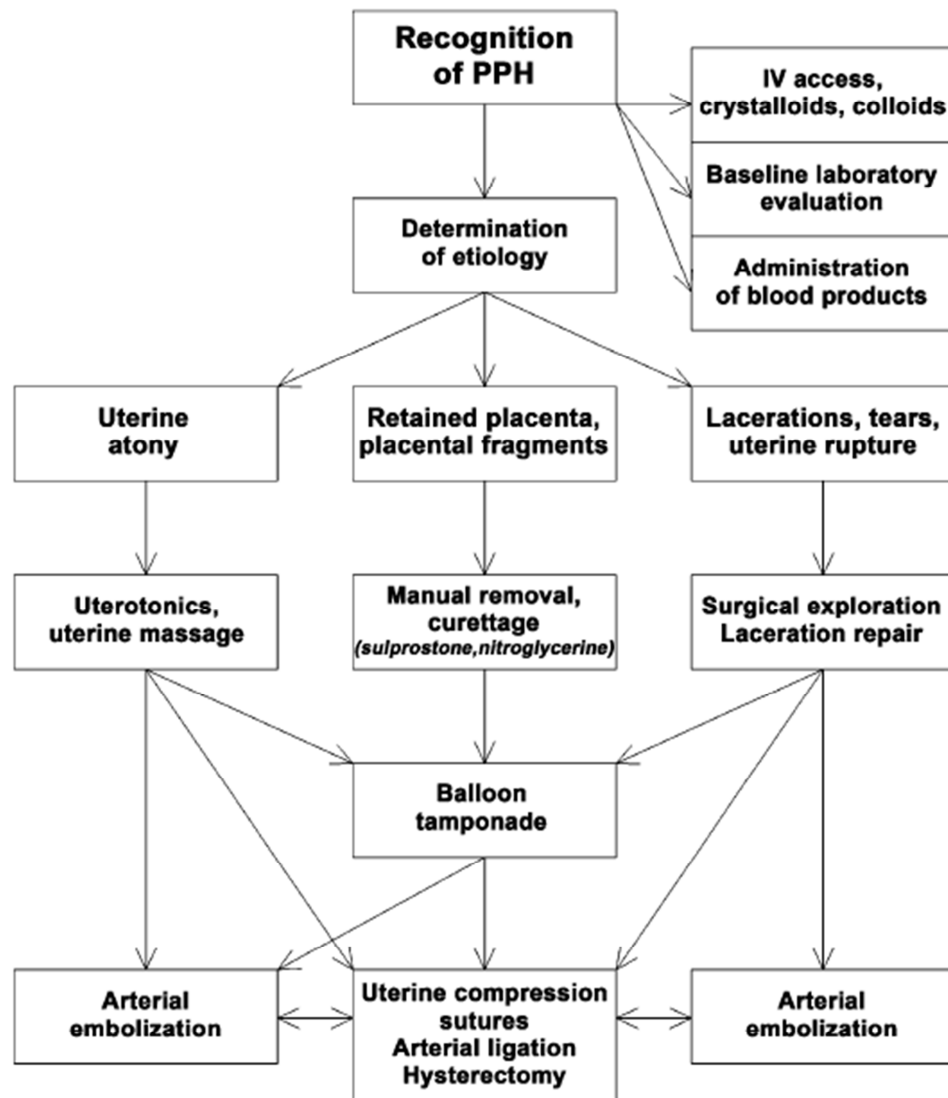 Recognition
of PPH
IV access,
crystalloids, colloids
Baseline laboratory
evaluation
Administration
of blood products
Determination
of etiology
Uterine
atony
Retained placenta,
placental fragments
Lacerations, tears,
uterine rupture
Uterotonics,
uterine massage
Manual removal,
curettage
(sulprostone,nitroglycerine)
Surgical exploration
Laceration repair
Balloon
tamponade
Arterial
embolization
Uterine compression
sutures
Arterial ligation
Hysterectomy
Arterial
embolization